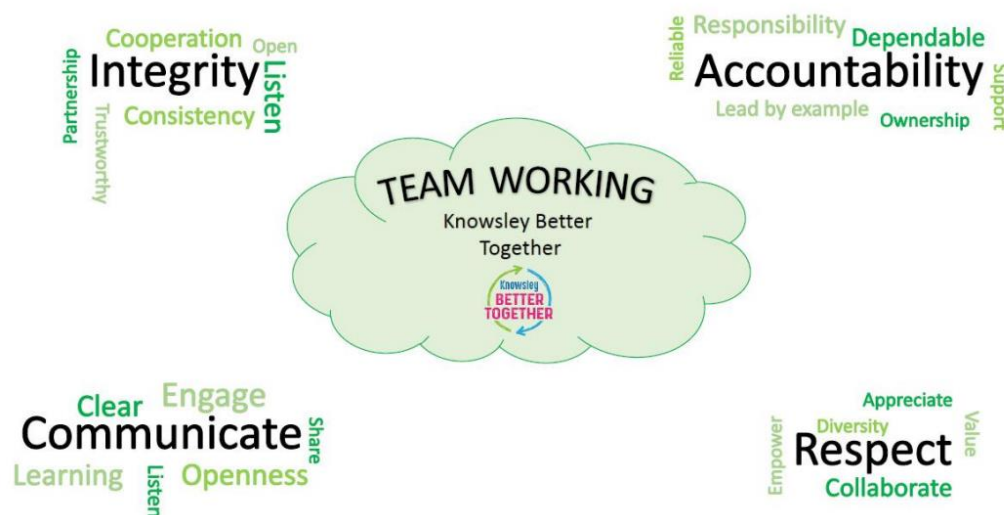 Cooperation
Open
Partnership
Integrity
Listen
Trustworthy
Consistency
Responsibility
Reliable
Dependable
Accountability
Support
Lead by example
Ownership
TEAM WORKING
Knowsley Better
Together
Knowsley
BETTER
TOGETHER
Engage
Clear
Communicate
Share
Learning
Listen
Openness
Appreciate
Diversity
Value
Empower
Respect
Collaborate